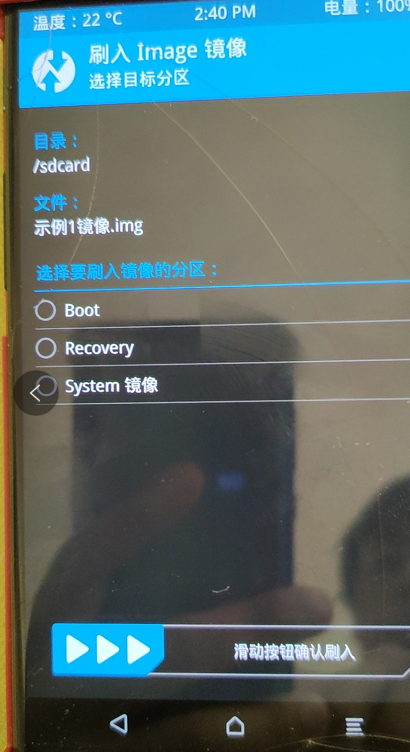 温度：22 °C 2:40 PM 电量：100%
刷入 Image 镜像
选择目标分区
目录：
/sdcard
文件：
示例1镜像.img
选择要刷入镜像的分区：
Boot
Recovery
System 镜像
滑动按钮确认刷入